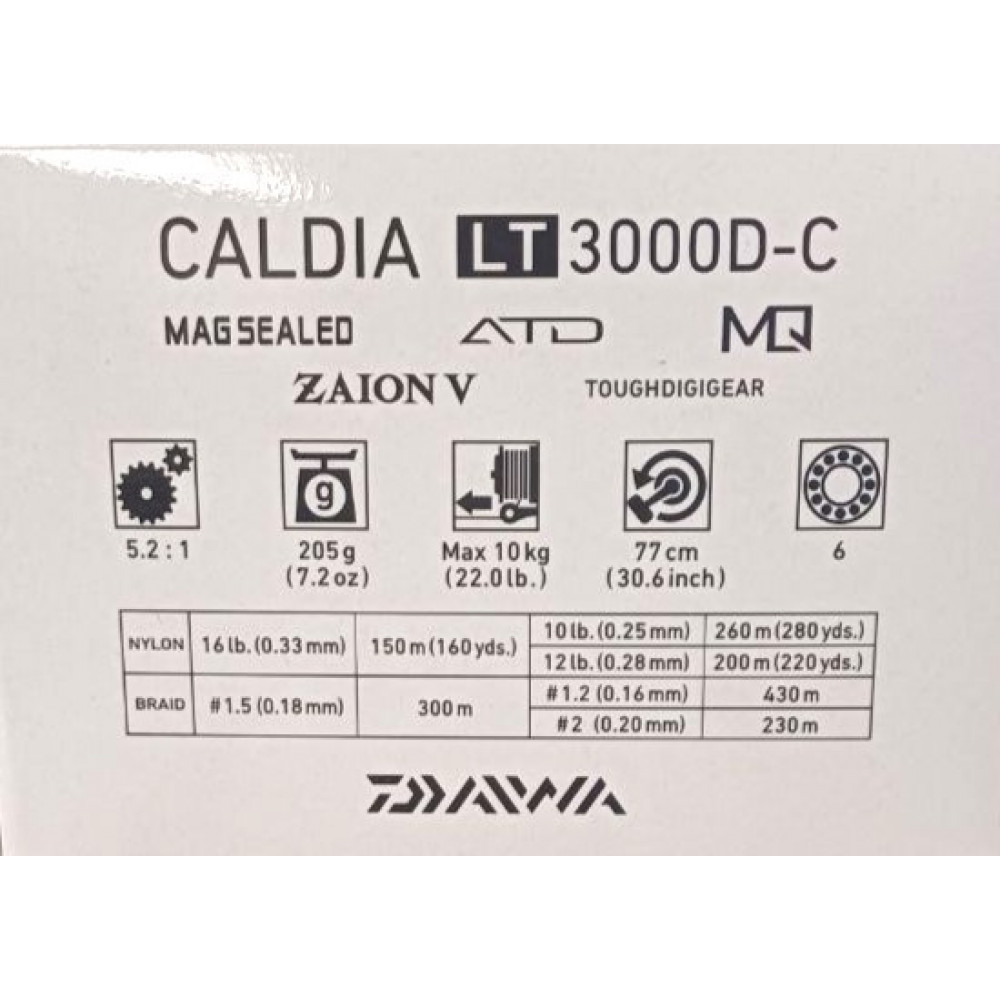 CALDIA LT 3000D-C
MAGSEALED ATD MQ
ZAION V TOUGHDIGIGEAR
g
5.2 : 1 205g Max 10kg 77cm 6
(7.2oz) (22.0lb.) (30.6inch)
NYLON 16lb.(0.33mm) 150m(160yds.) 10lb.(0.25mm) 260m(280yds.)
12lb.(0.28mm) 200m(220yds.)
BRAID #1.5(0.18mm) 300m #1.2(0.16mm) 430m
#2 (0.20mm) 230m
DAIWA